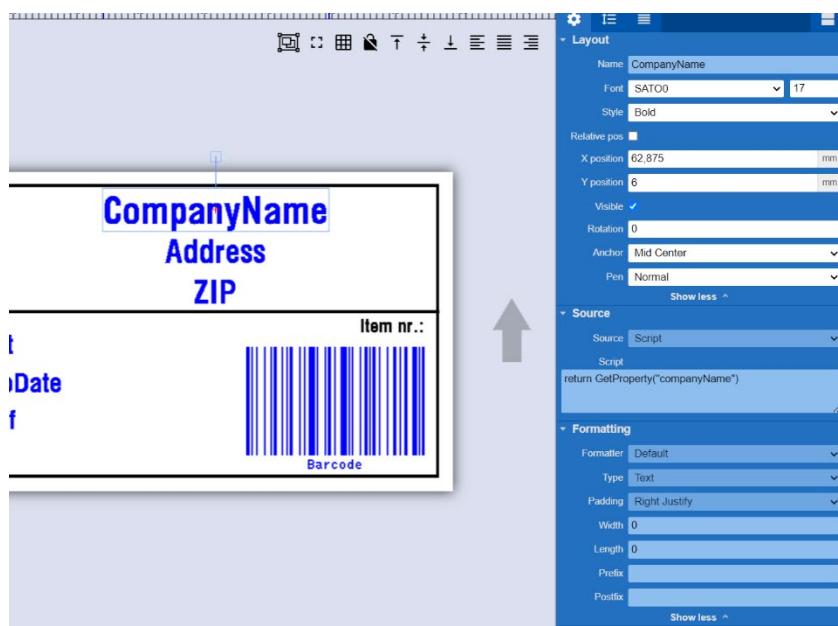 Layout
Name CompanyName
Font SATO0 17
Style Bold
Relative pos
X position 62,875 mm
Y position 6 mm
Visible
Rotation 0
Anchor Mid Center
Pen Normal
Show less
Source
Source Script
Script
return GetProperty("companyName")
Formatting
Formatter Default
Type Text
Padding Right Justify
Width 0
Length 0
Prefix
Postfix
Show less
CompanyName
Address
ZIP
Item nr.:
t
Date
f
Barcode